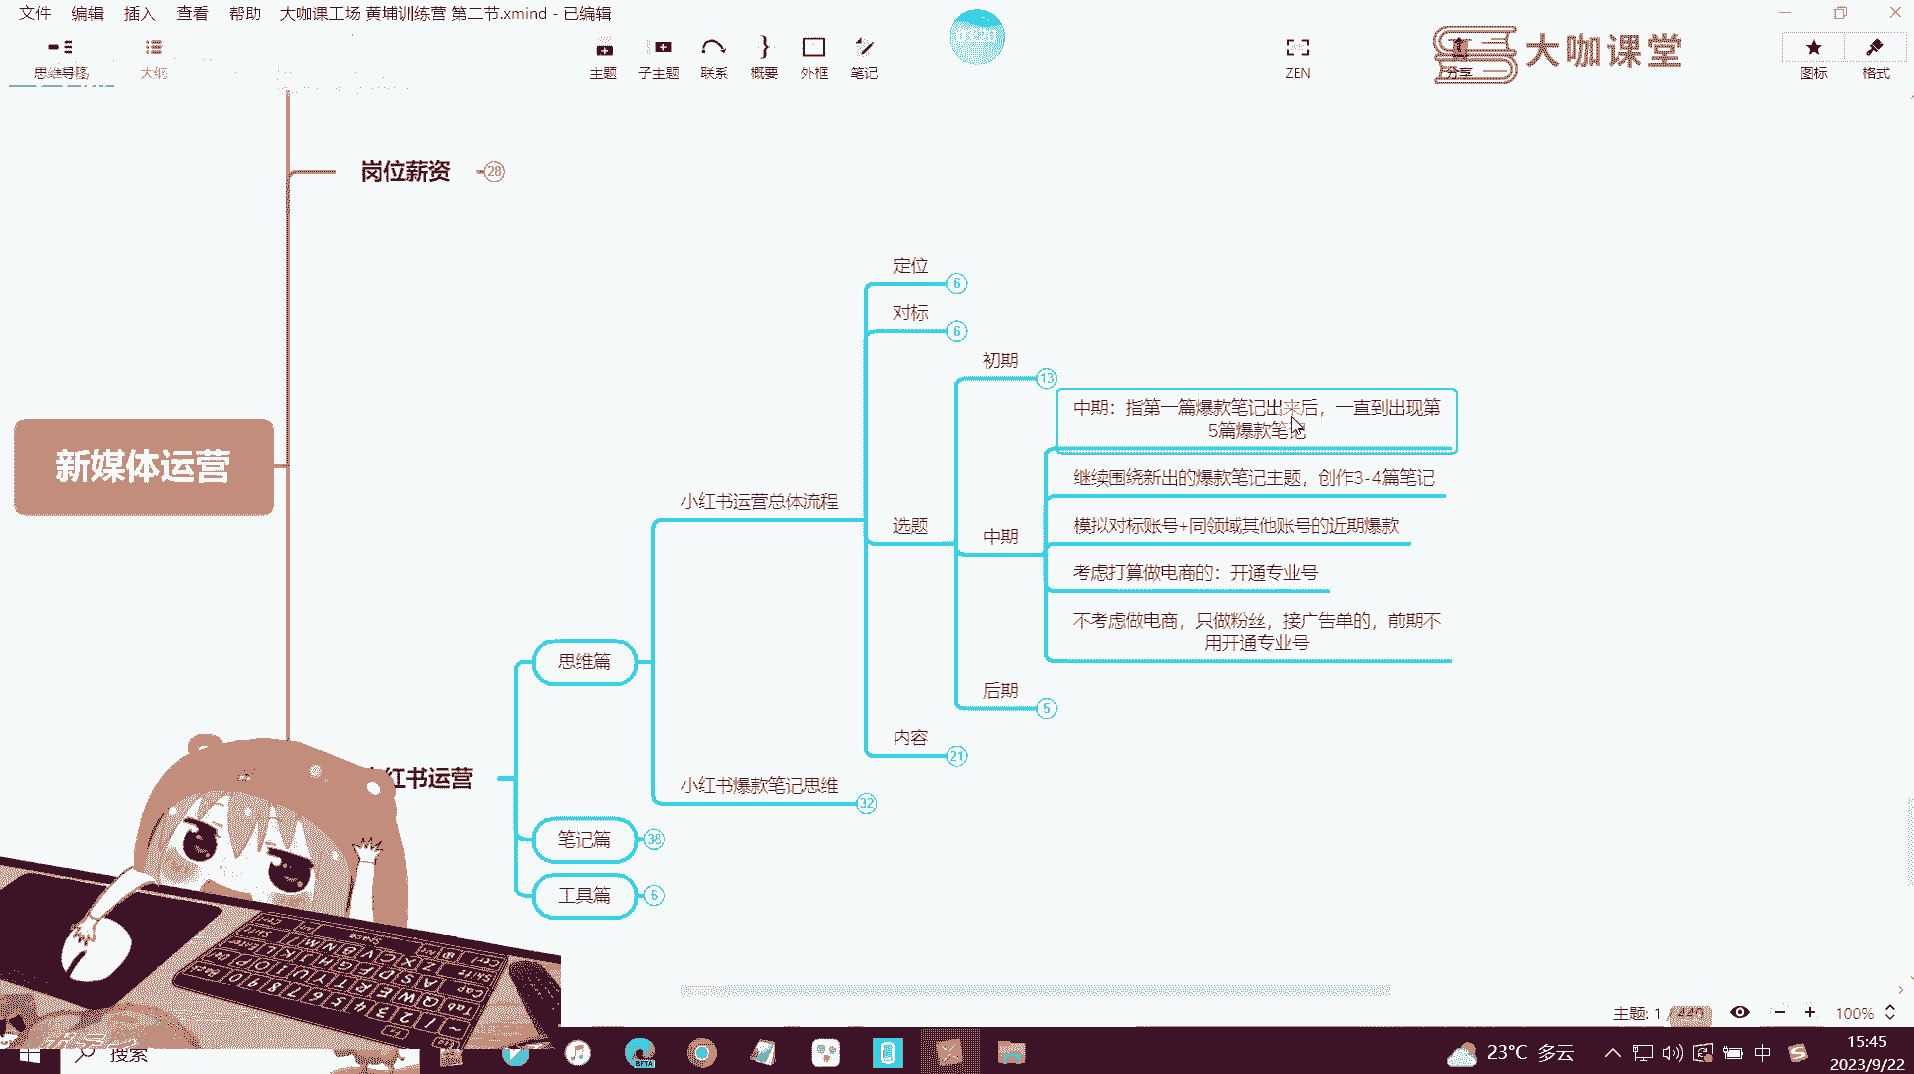 文件 编辑 插入 查看 帮助 大咖课工场 黄埔训练营 第二节.xmind - 已编辑
思维导图 大纲 主题 子主题 联系 概要 外框 笔记 ZEN 分享 图标 格式
大咖课堂
岗位薪资 28
定位 6
对标 6
初期 13
中期：指第一篇爆款笔记出来后，一直到出现第
5篇爆款笔记
继续围绕新出的爆款笔记主题，创作3-4篇笔记
新媒体运营
小红书运营总体流程
选题
模拟对标账号+同领域其他账号的近期爆款
中期
考虑打算做电商的：开通专业号
不考虑做电商，只做粉丝，接广告单的，前期不
用开通专业号
思维篇
后期 5
内容 21
红书运营
小红书爆款笔记思维 32
笔记篇 38
工具篇 6
主题: 1 / 440 100%
搜索
BETA
23°C 多云
中
15:45
2023/9/22